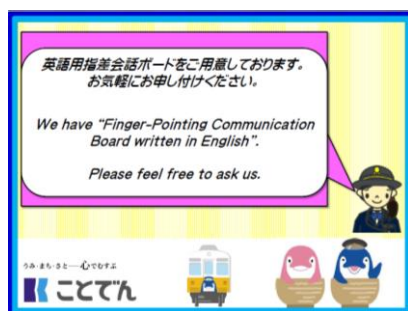 英語用指差会話ボードをご用意しております。
お気軽にお申し付けください。
We have “Finger-Pointing Communication
Board written in English”.
Please feel free to ask us.
うみ・まち・さと──心でむすぶ
ことでん